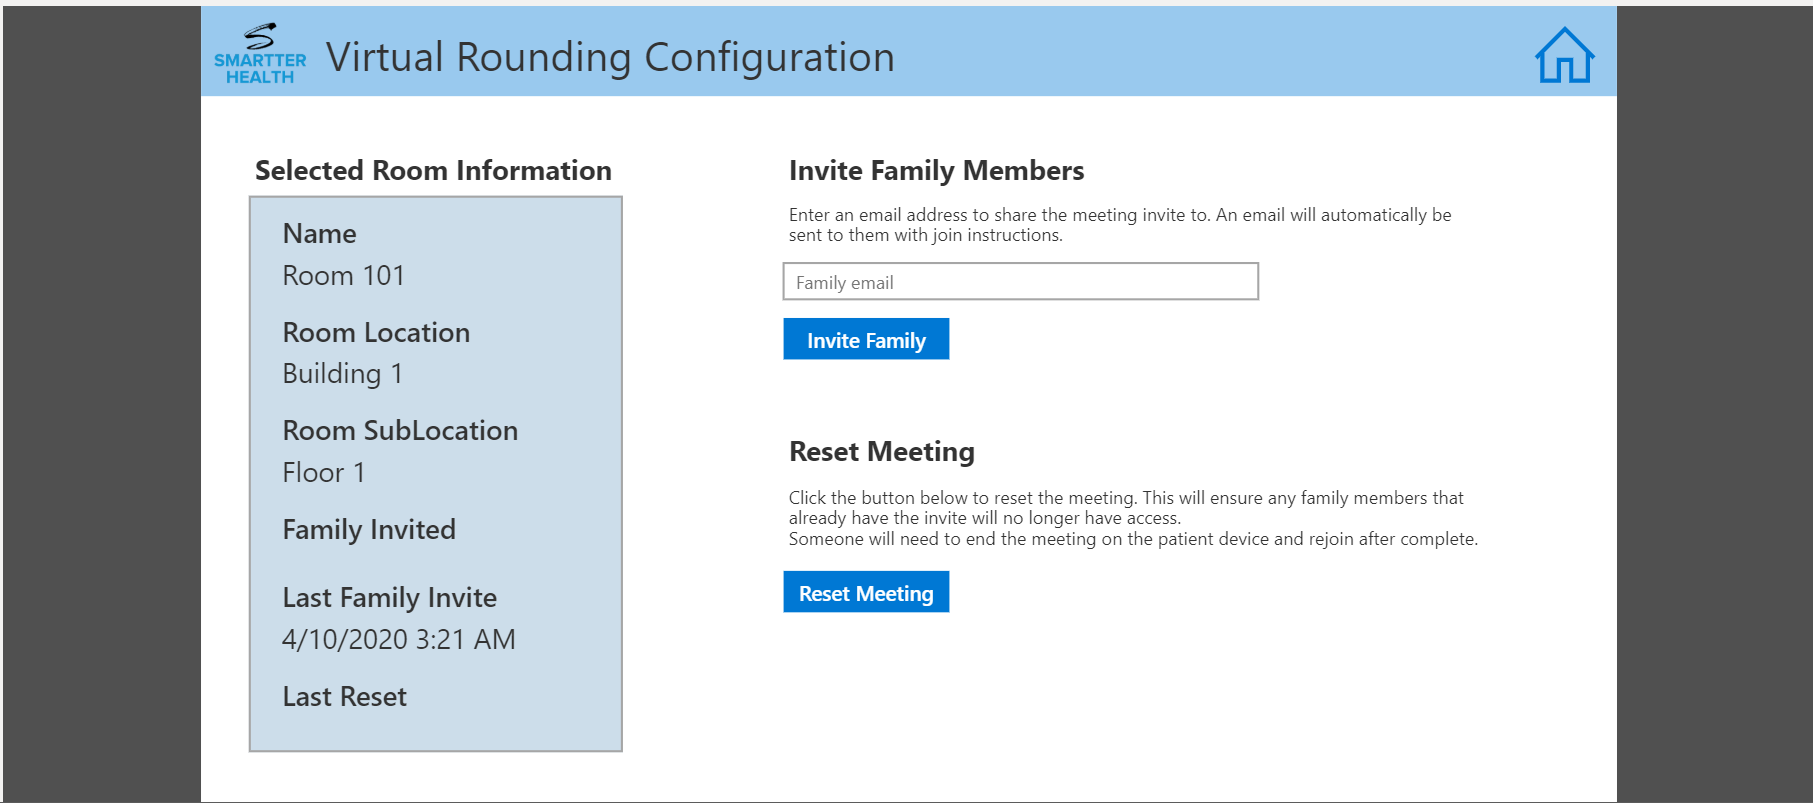 SMARTTER
HEALTH
Virtual Rounding Configuration
Selected Room Information
Name
Room 101
Room Location
Building 1
Room SubLocation
Floor 1
Family Invited
Last Family Invite
4/10/2020 3:21 AM
Last Reset
Invite Family Members
Enter an email address to share the meeting invite to. An email will automatically be
sent to them with join instructions.
Family email
Invite Family
Reset Meeting
Click the button below to reset the meeting. This will ensure any family members that
already have the invite will no longer have access.
Someone will need to end the meeting on the patient device and rejoin after complete.
Reset Meeting